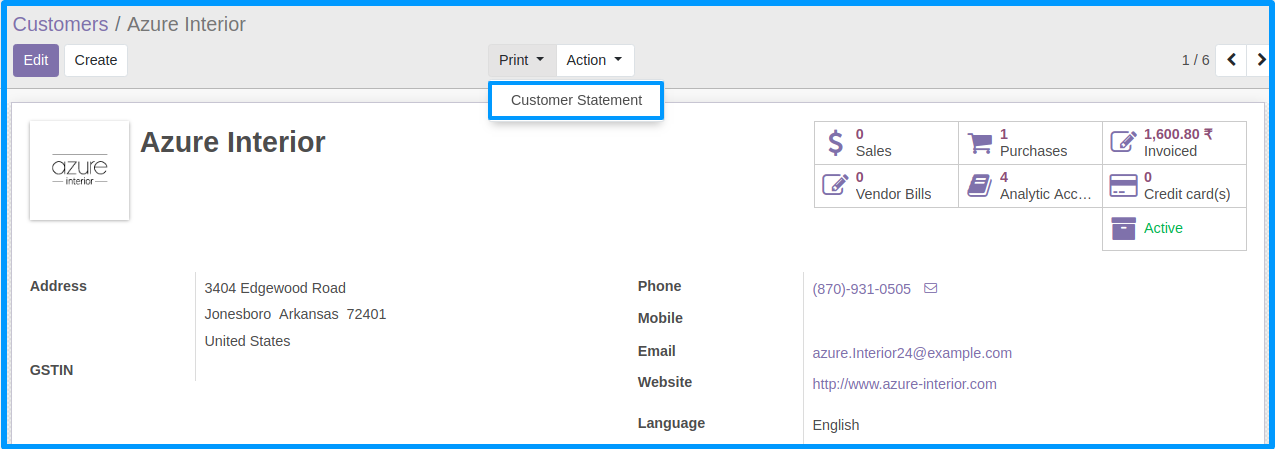 Customers / Azure Interior
Edit Create Print Action 1 / 6
Customer Statement
azure
interior
Azure Interior
0 Sales
1 Purchases
1,600.80 ₹ Invoiced
0 Vendor Bills
4 Analytic Acc...
0 Credit card(s)
Active
Address
3404 Edgewood Road
Jonesboro Arkansas 72401
United States
GSTIN
Phone (870)-931-0505
Mobile
Email azure.Interior24@example.com
Website http://www.azure-interior.com
Language English